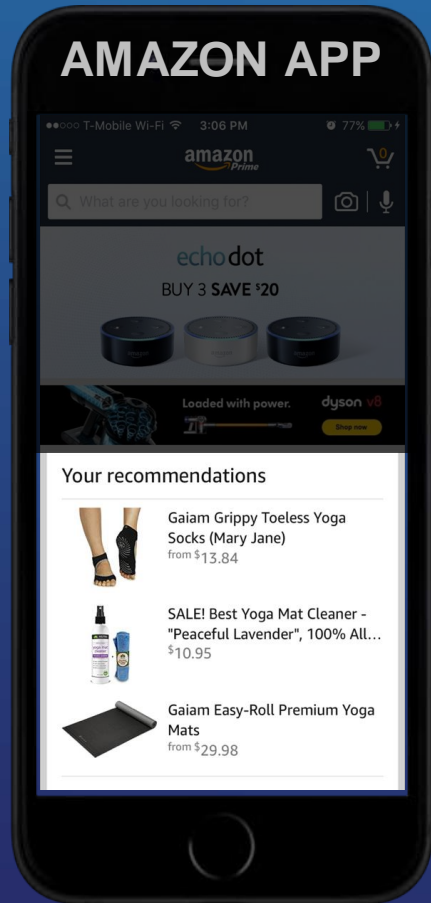 AMAZON APP
T-Mobile Wi-Fi 3:06 PM 77%
amazon
Prime
0
What are you looking for?
echo dot
BUY 3 SAVE $20
Loaded with power.
dyson v8
Shop now
Your recommendations
Gaiam Grippy Toeless Yoga
Socks (Mary Jane)
from $13.84
SALE! Best Yoga Mat Cleaner -
"Peaceful Lavender", 100% All...
$10.95
Gaiam Easy-Roll Premium Yoga
Mats
from $29.98